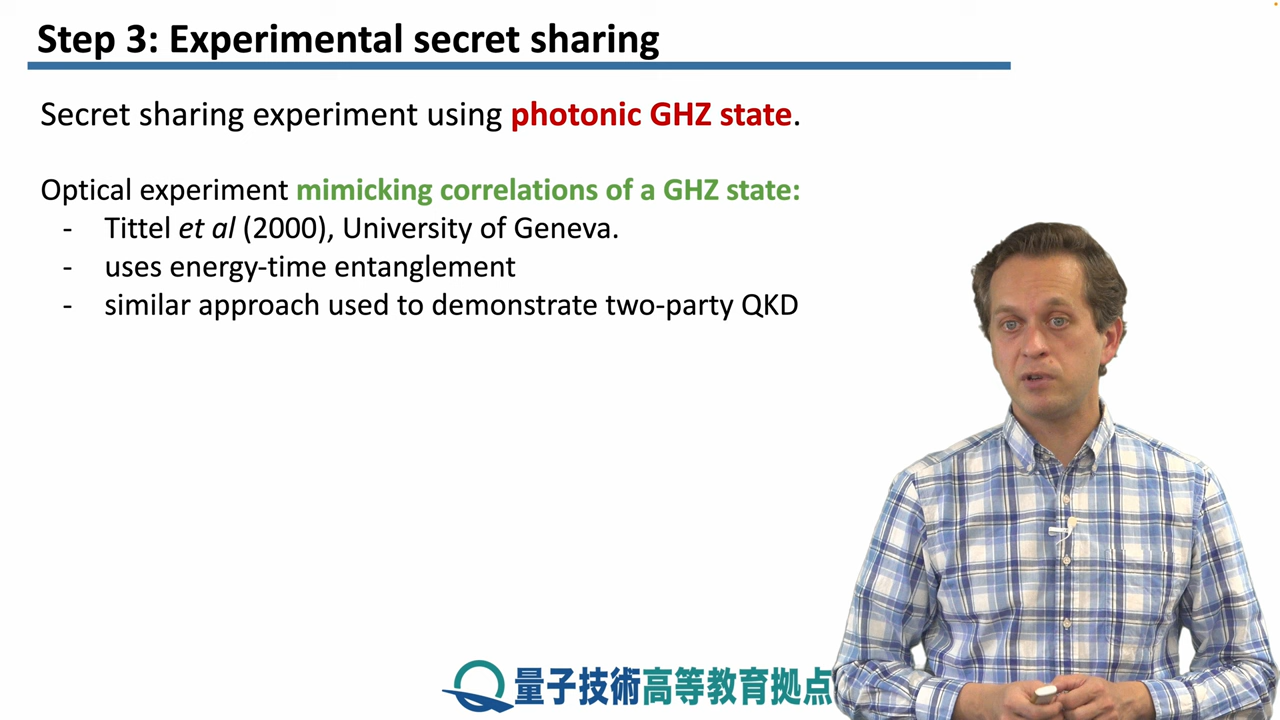 Step 3: Experimental secret sharing
Secret sharing experiment using photonic GHZ state.
Optical experiment mimicking correlations of a GHZ state:
- Tittel et al (2000), University of Geneva.
- uses energy-time entanglement
- similar approach used to demonstrate two-party QKD
量子技術高等教育拠点